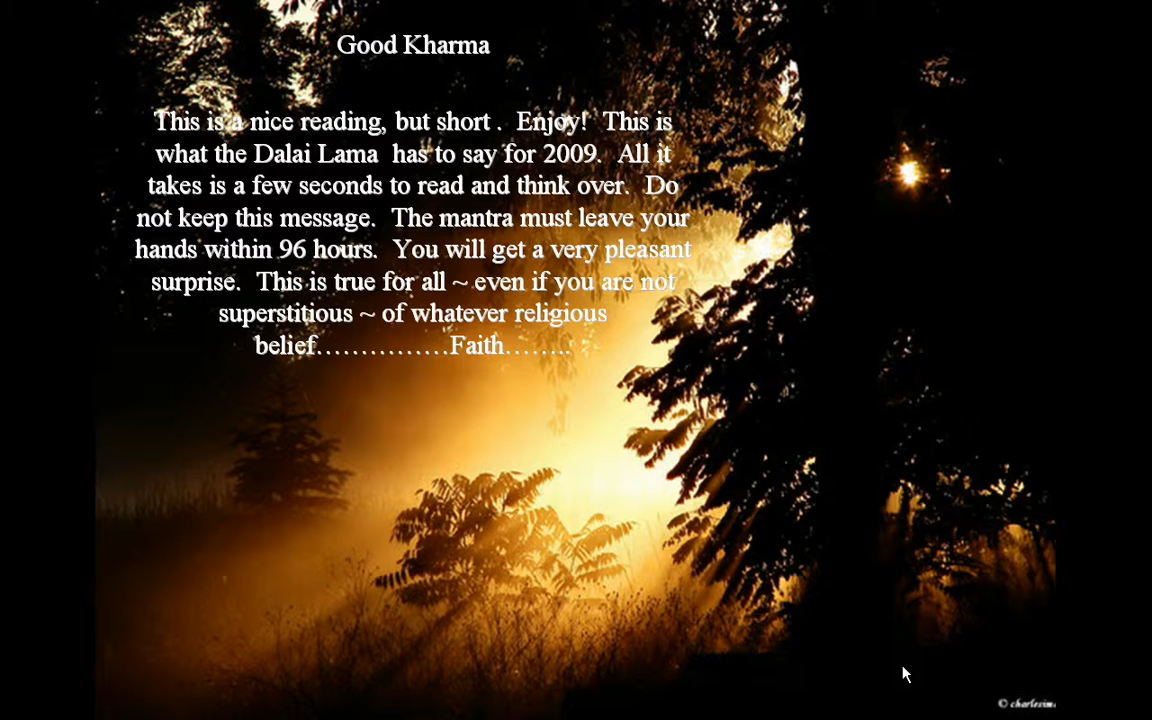 Good Kharma
This is a nice reading, but short . Enjoy! This is
what the Dalai Lama has to say for 2009. All it
takes is a few seconds to read and think over. Do
not keep this message. The mantra must leave your
hands within 96 hours. You will get a very pleasant
surprise. This is true for all ~ even if you are not
superstitious ~ of whatever religious
belief……………Faith……..
©